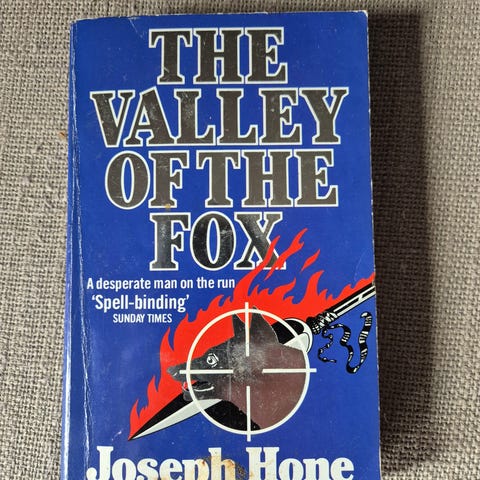 THE
VALLEY
OF THE
FOX
A desperate man on the run
'Spell-binding'
SUNDAY TIMES
Joseph Hone